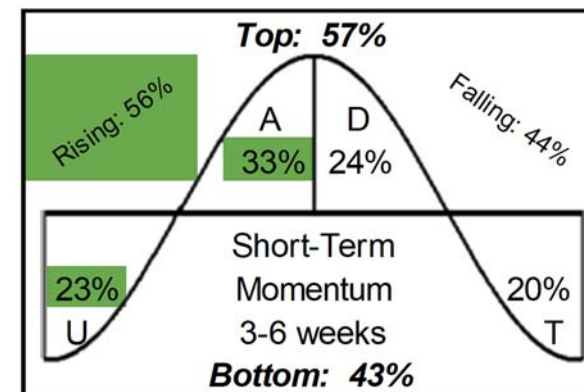 Top: 57%
Rising: 56%
Falling: 44%
A D
33% 24%
Short-Term
23% Momentum 20%
U 3-6 weeks T
Bottom: 43%